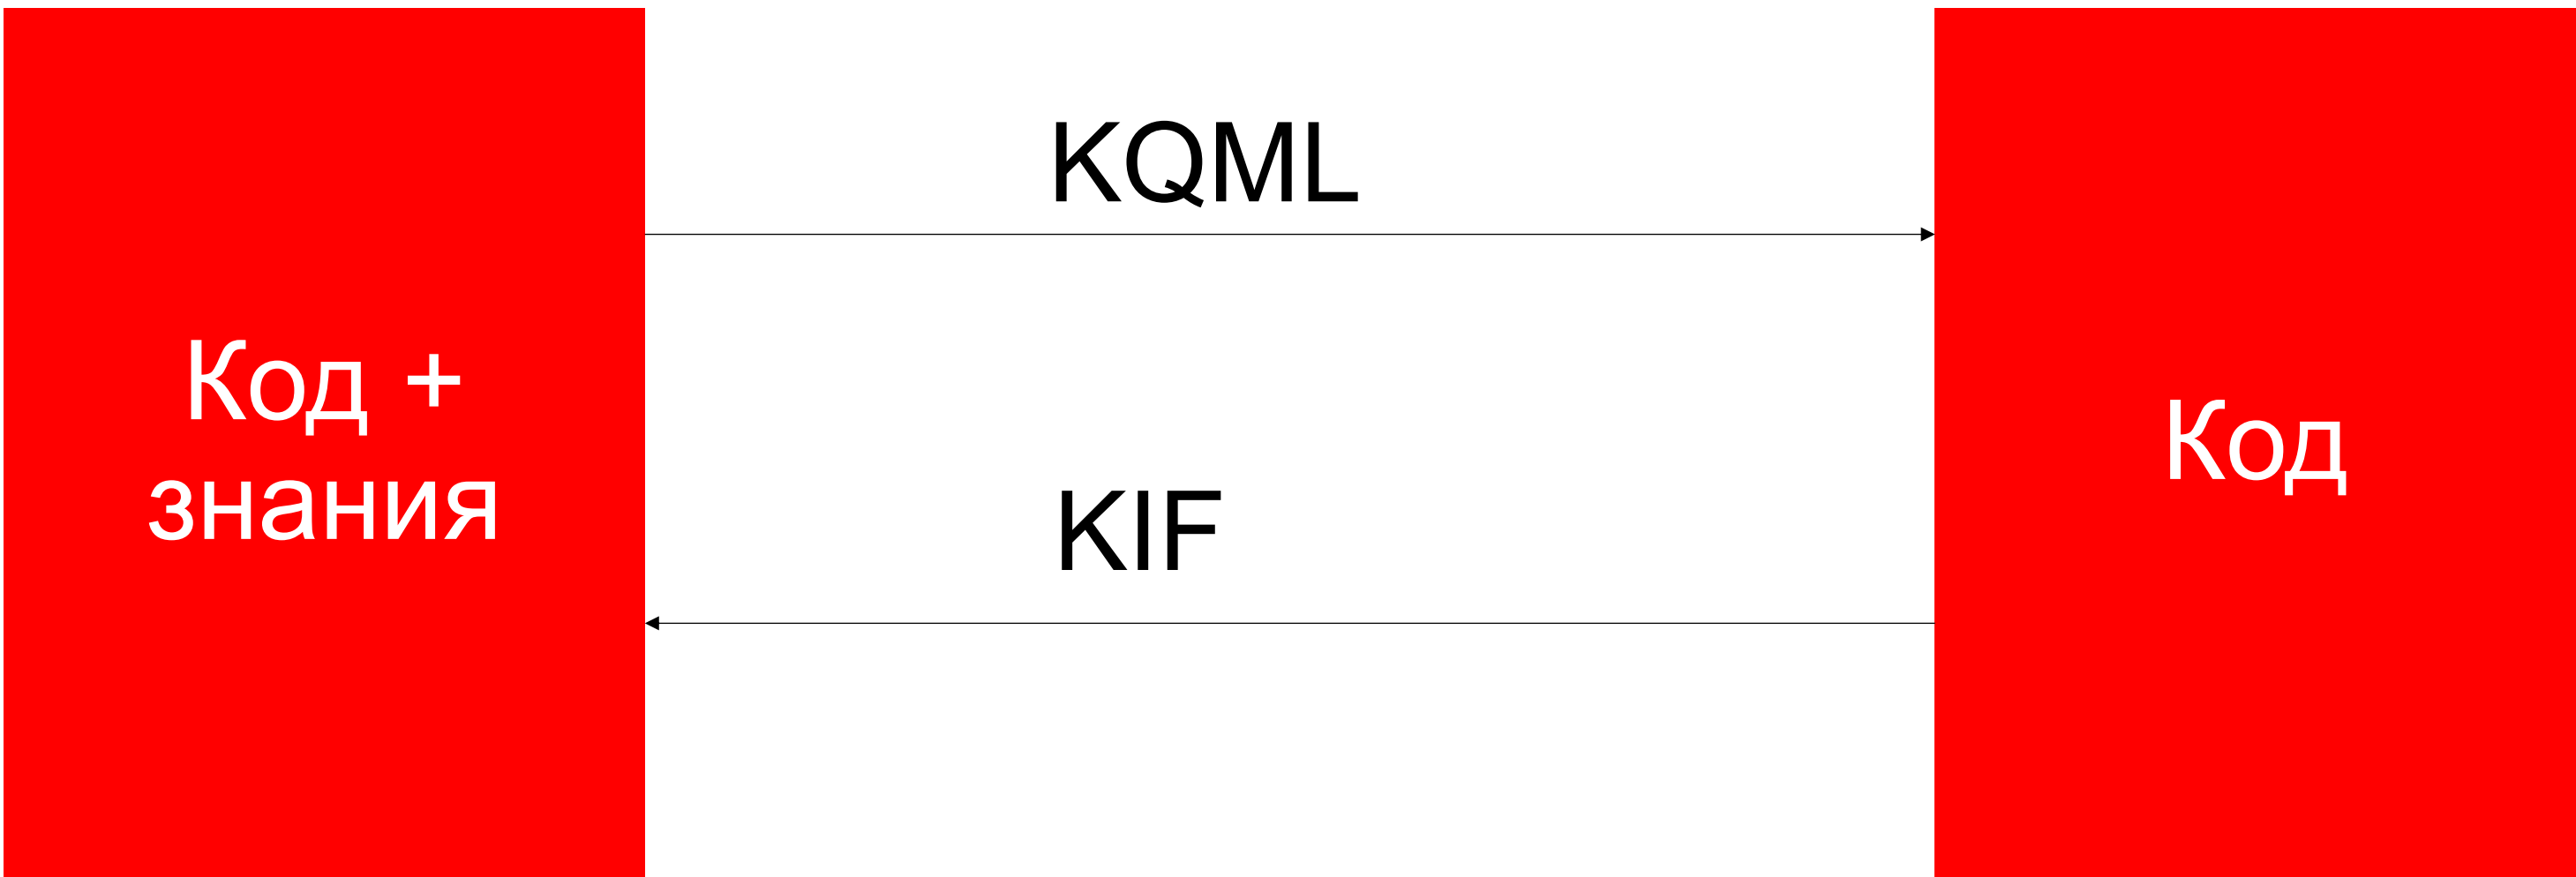 KQML
Код +
знания
Код
KIF